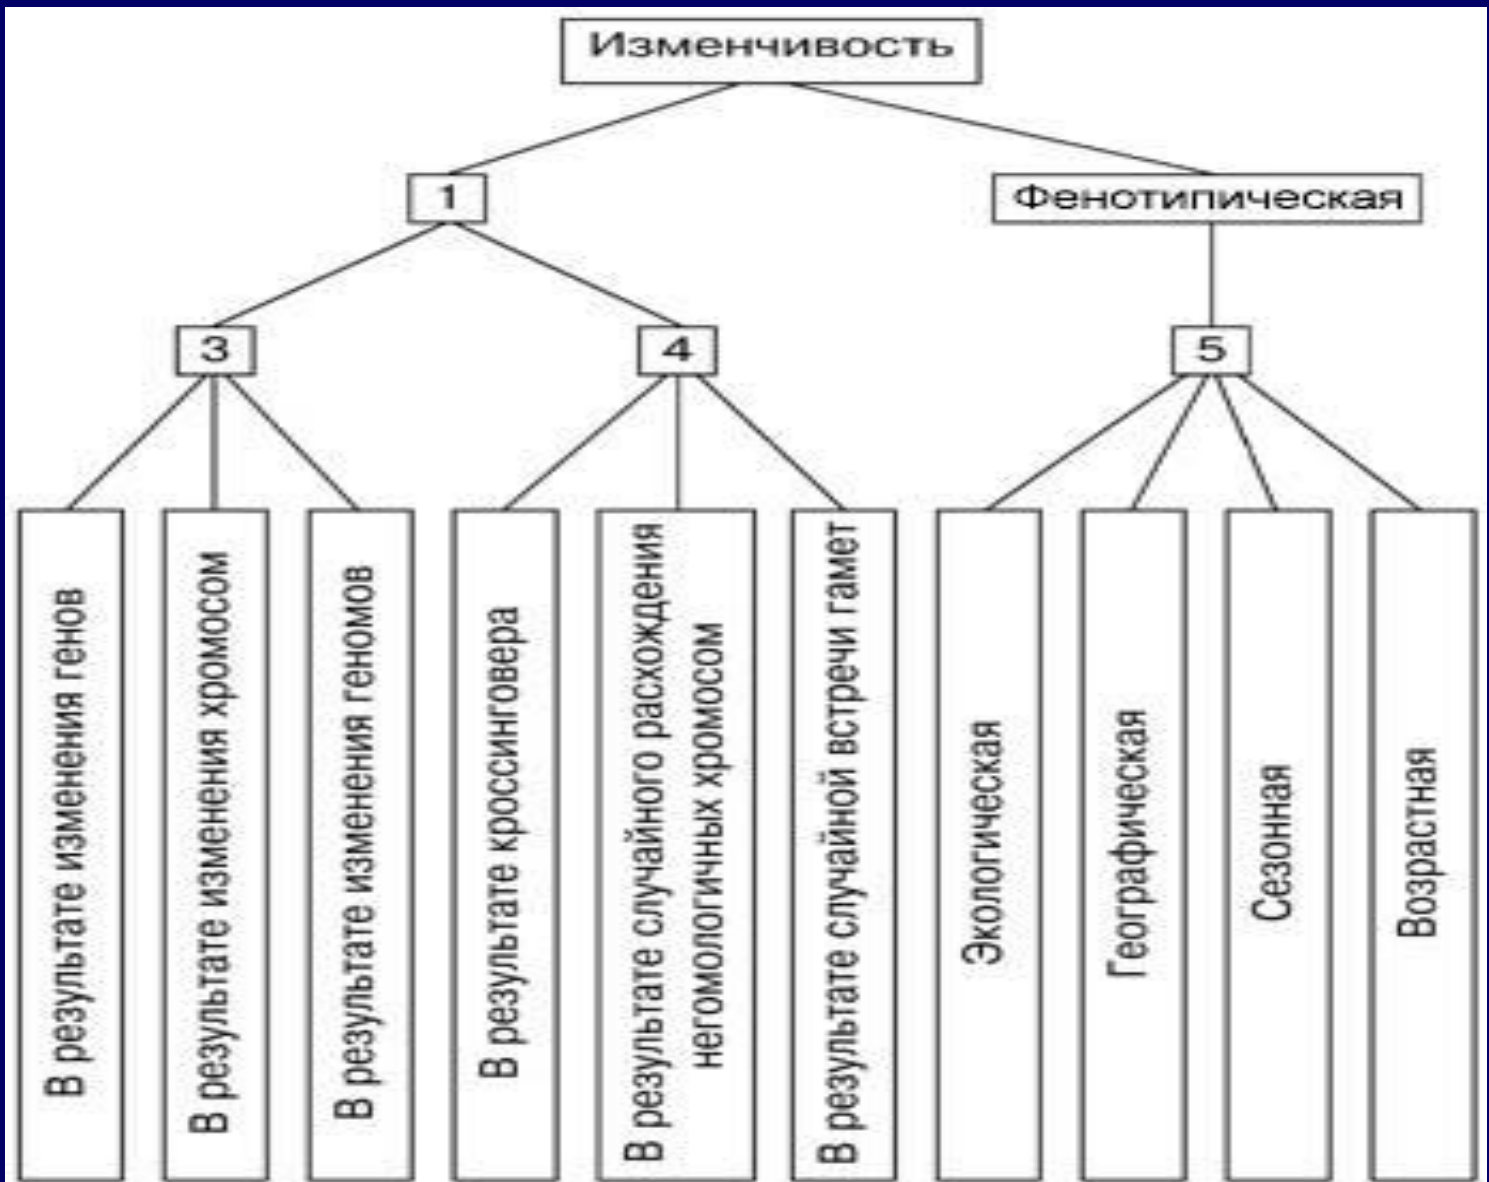 Изменчивость
1
Фенотипическая
3
4
5
В результате изменения генов
В результате изменения хромосом
В результате изменения геномов
В результате кроссинговера
В результате случайного расхождения
негомологичных хромосом
В результате случайной встречи гамет
Экологическая
Географическая
Сезонная
Возрастная